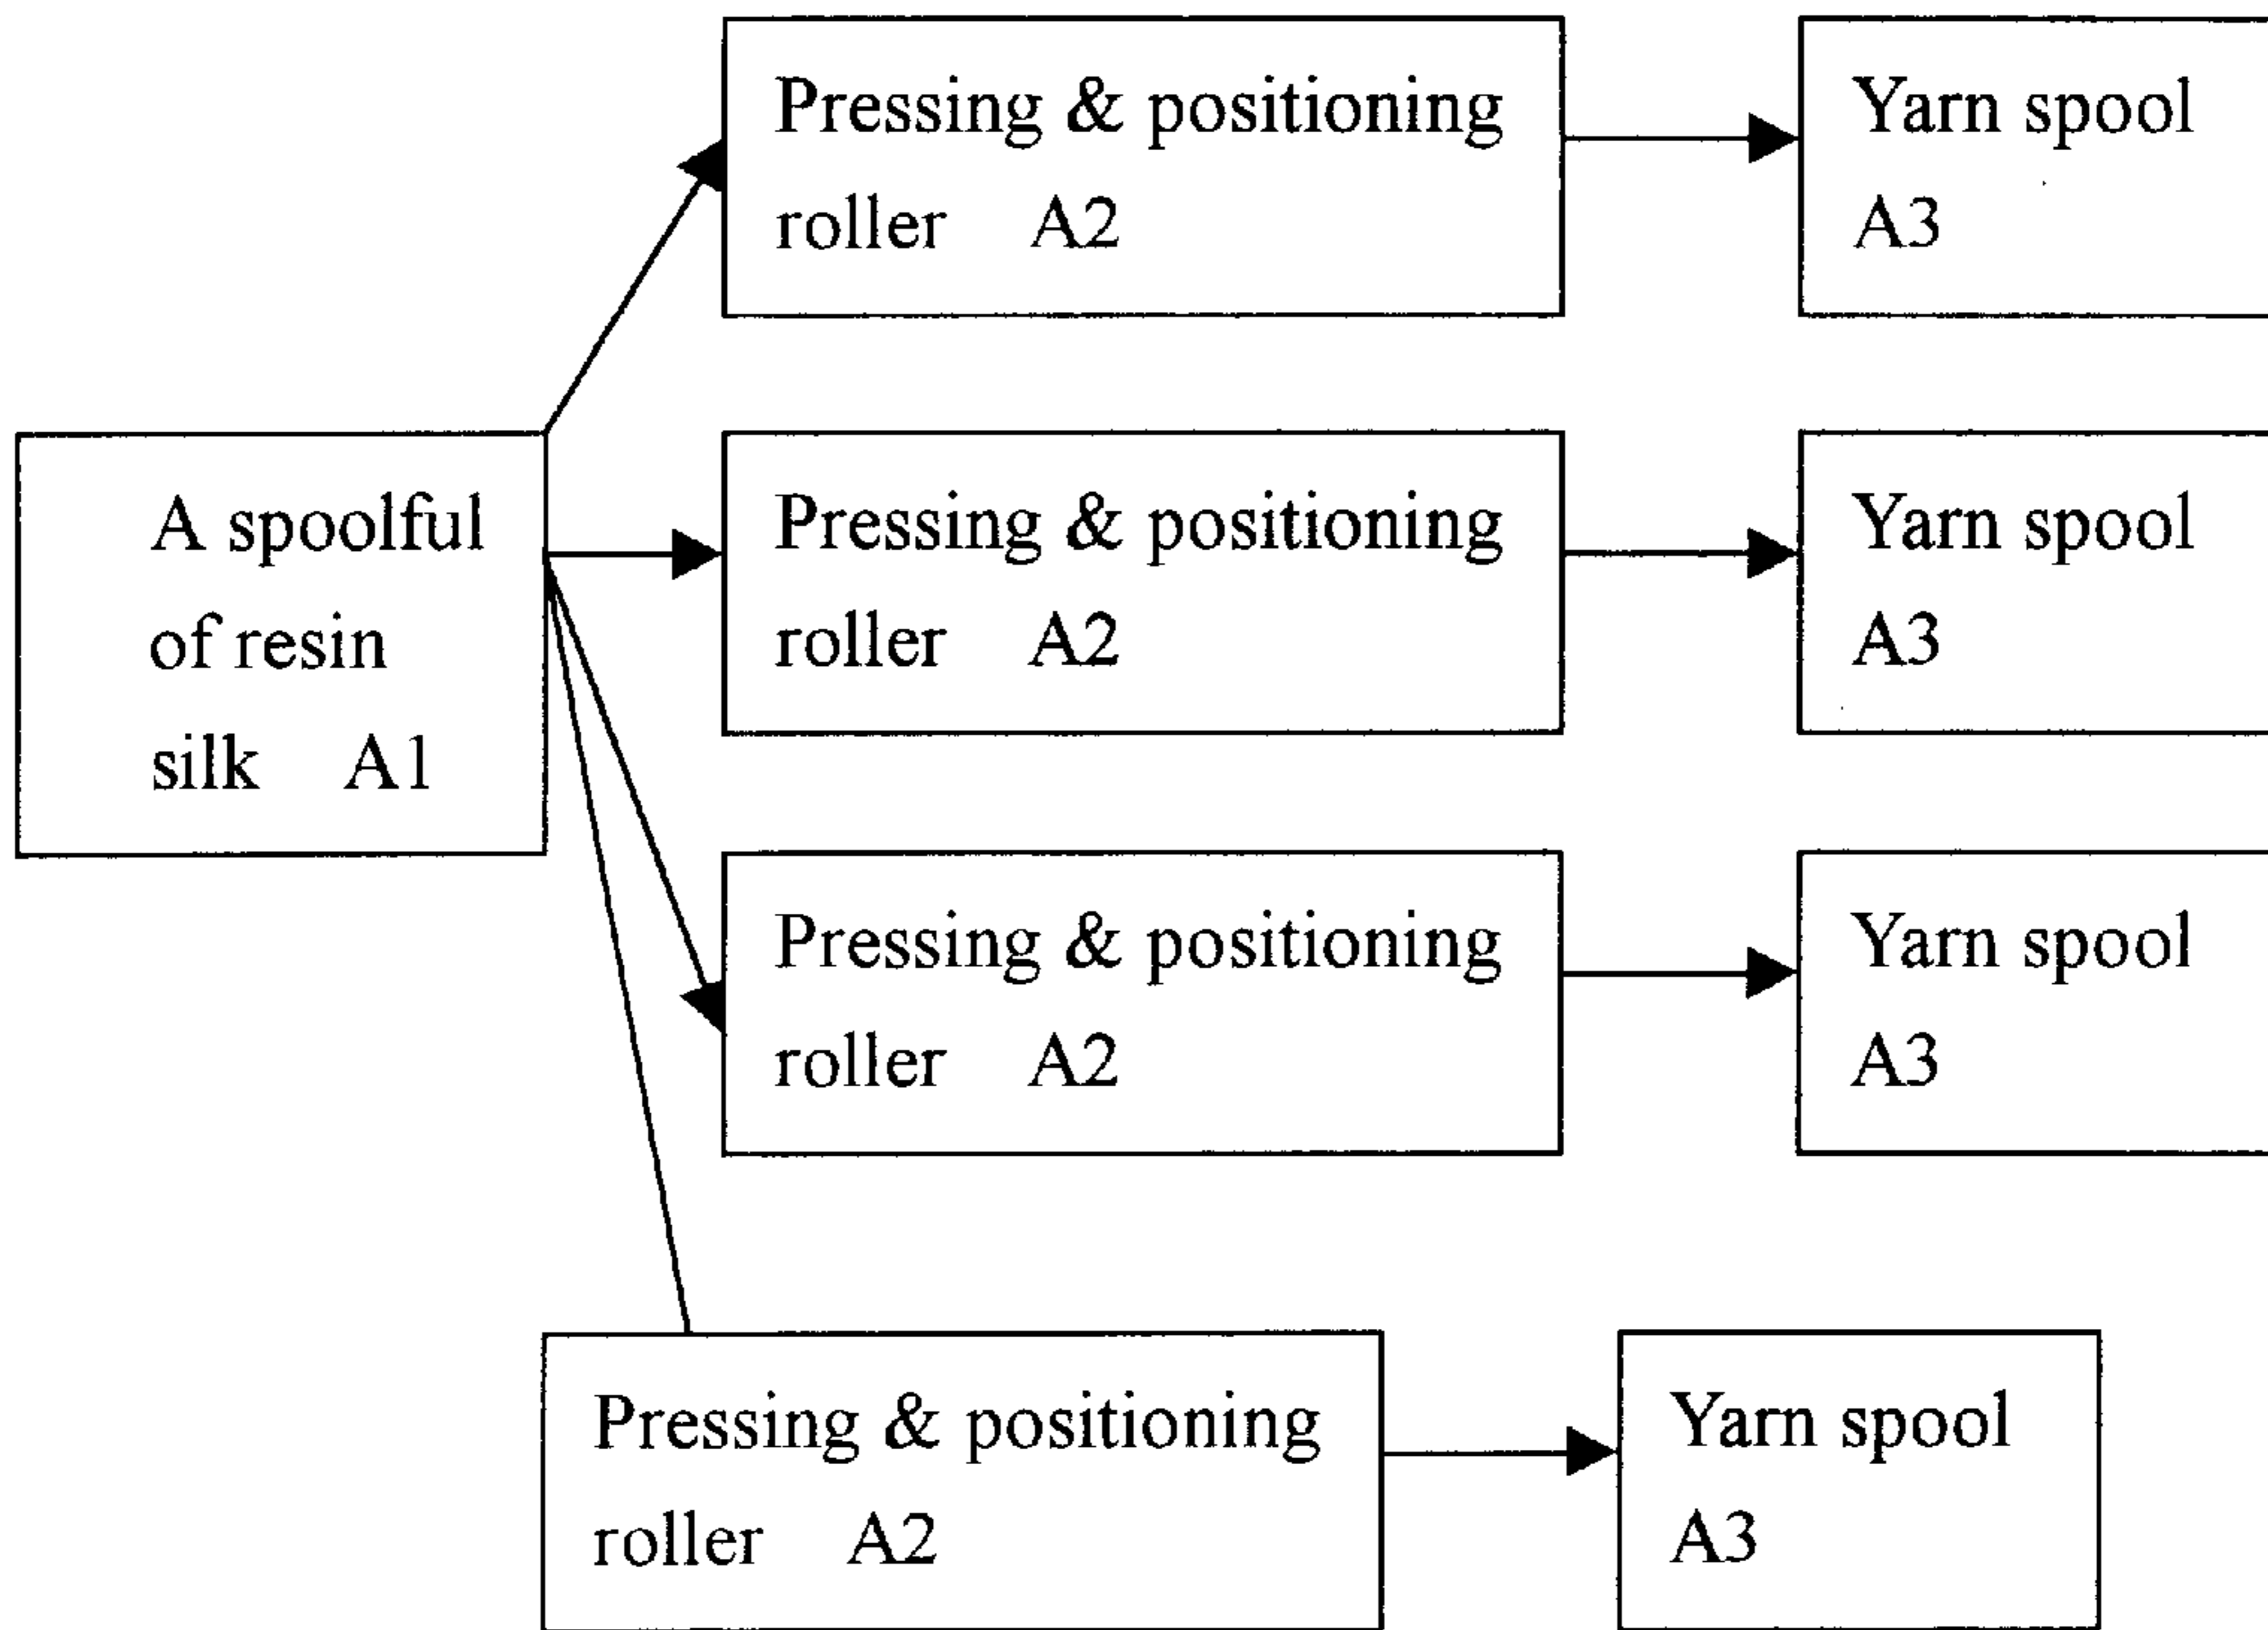 Pressing & positioning
roller A2
Yarn spool
A3
A spoolful
of resin
silk A1
Pressing & positioning
roller A2
Yarn spool
A3
Pressing & positioning
roller A2
Yarn spool
A3
Pressing & positioning
roller A2
Yarn spool
A3